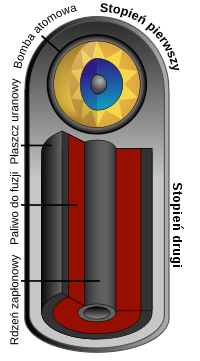 Stopień pierwszy
Bomba atomowa
Płaszcz uranowy
Paliwo do fuzji
Rdzeń zapłonowy
Stopień drugi